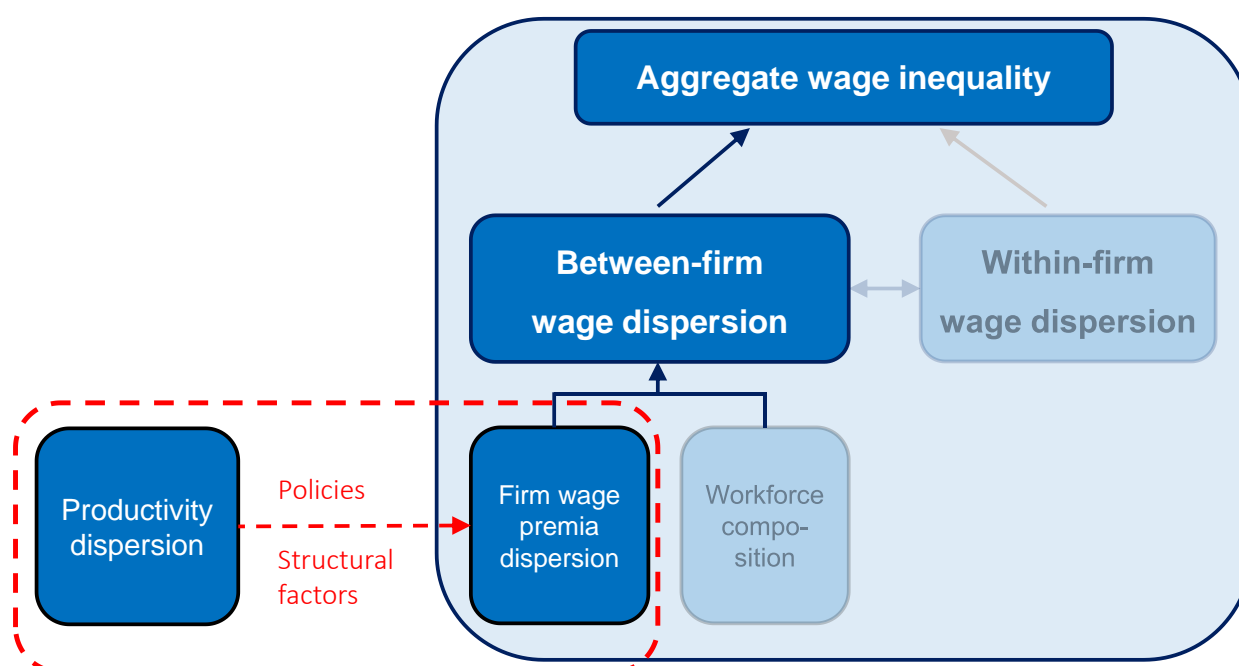 Aggregate wage inequality
Between-firm
wage dispersion
Within-firm
wage dispersion
Productivity
dispersion
Policies
Structural
factors
Firm wage
premia
dispersion
Workforce
compo-
sition